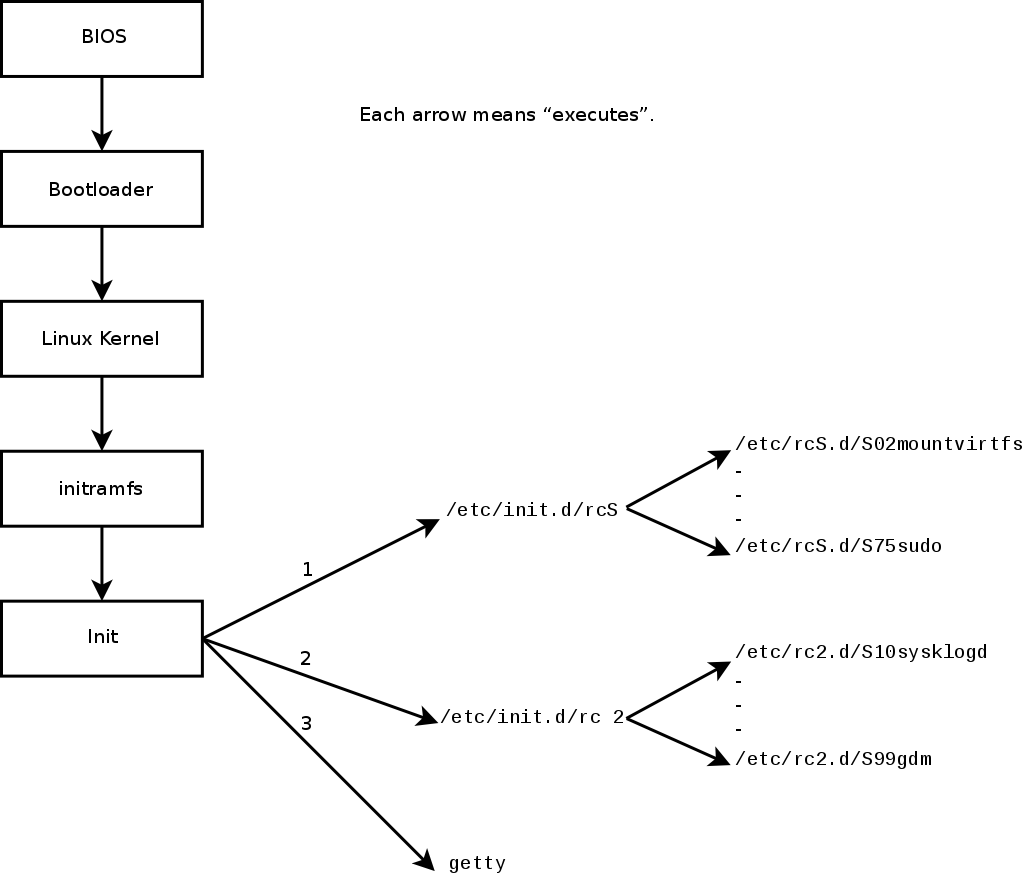 BIOS
Each arrow means “executes”.
Bootloader
Linux Kernel
/etc/rcS.d/S02mountvirtfs
-
-
-
/etc/rcS.d/S75sudo
/etc/init.d/rcS
initramfs
1
Init
2
/etc/rc2.d/S10sysklogd
-
-
-
/etc/rc2.d/S99gdm
/etc/init.d/rc 2
3
getty